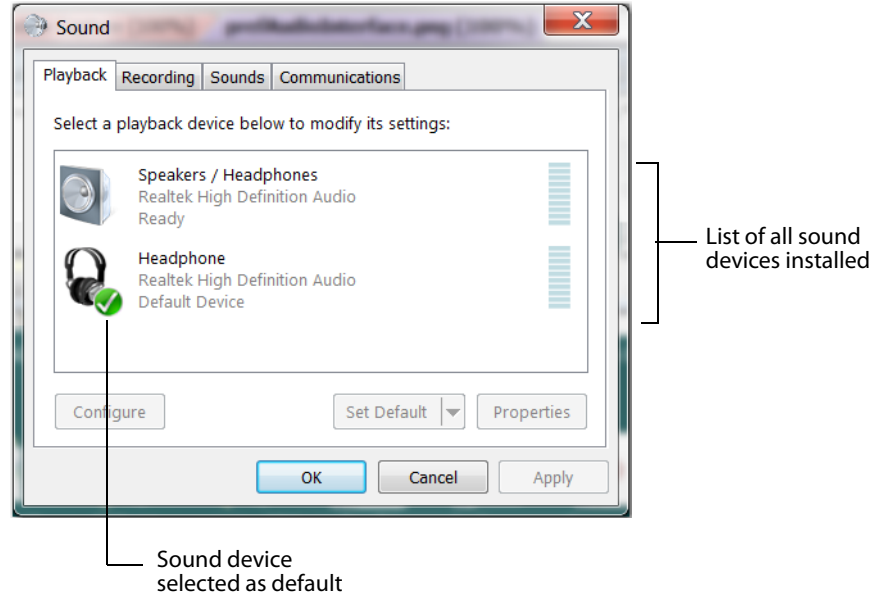 Sound
Playback
Recording
Sounds
Communications
Select a playback device below to modify its settings:
Speakers / Headphones
Realtek High Definition Audio
Ready
Headphone
Realtek High Definition Audio
Default Device
List of all sound
devices installed
Configure
Set Default
Properties
OK
Cancel
Apply
Sound device
selected as default